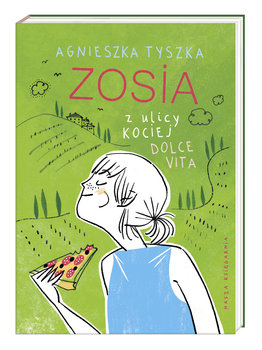 AGNIESZKA TYSZKA
ZOSIA
z ulicy
KOCIEJ
DOLCE
VITA
NASZA KSIĘGARNIA